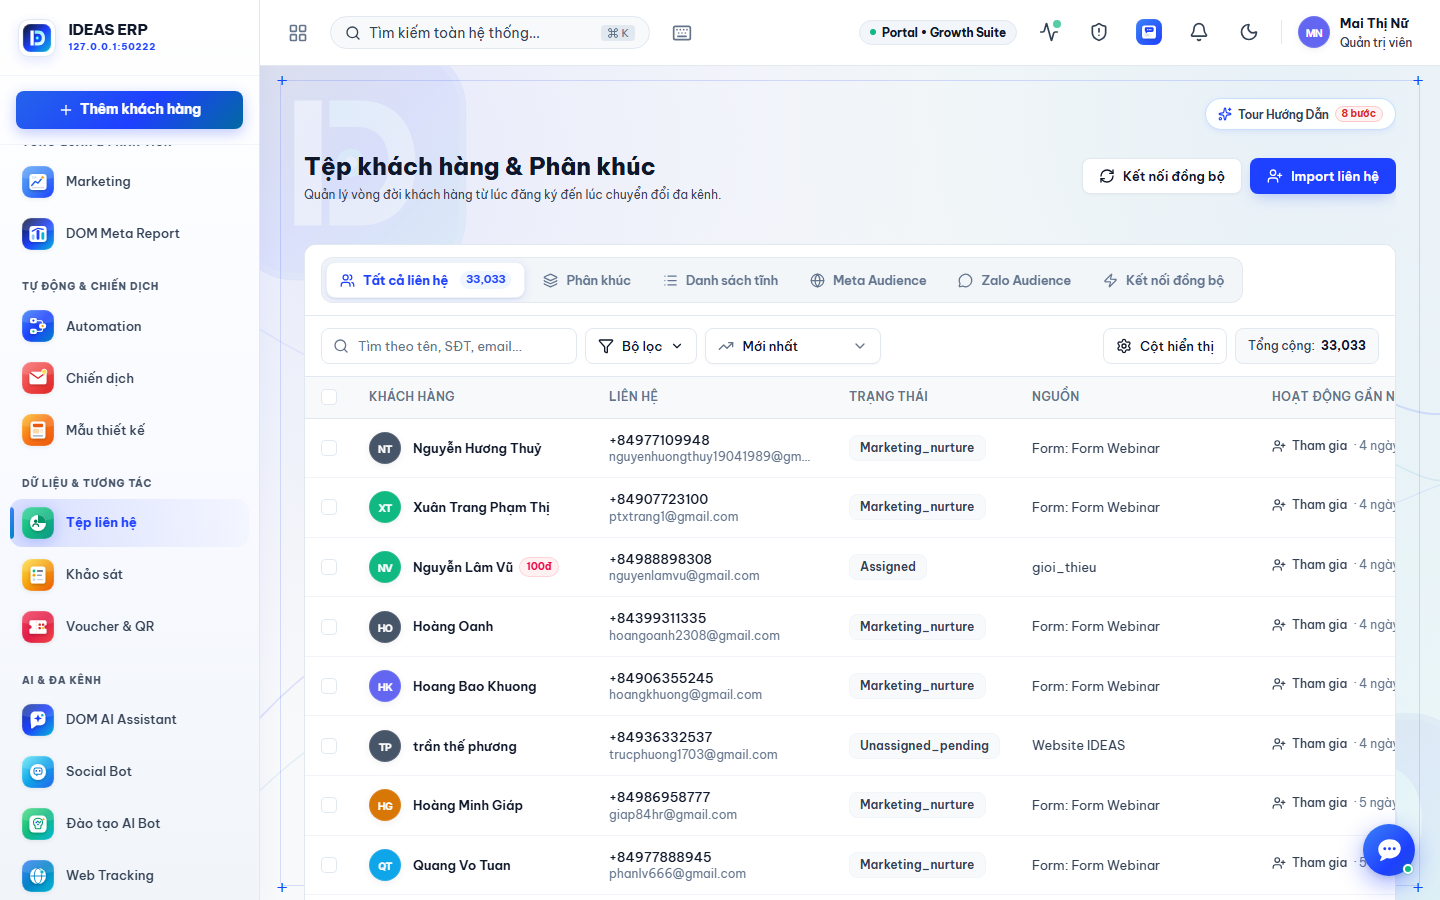 IDEAS ERP
127.0.0.1:50222
Tìm kiếm toàn hệ thống...
⌘ K
Portal • Growth Suite
MN
Mai Thị Nữ
Quản trị viên
+ Thêm khách hàng
Marketing
DOM Meta Report
TỰ ĐỘNG & CHIẾN DỊCH
Automation
Chiến dịch
Mẫu thiết kế
DỮ LIỆU & TƯƠNG TÁC
Tệp liên hệ
Khảo sát
Voucher & QR
AI & ĐA KÊNH
DOM AI Assistant
Social Bot
Đào tạo AI Bot
Web Tracking
Tour Hướng Dẫn
8 bước
Tệp khách hàng & Phân khúc
Quản lý vòng đời khách hàng từ lúc đăng ký đến lúc chuyển đổi đa kênh.
Kết nối đồng bộ
Import liên hệ
Tất cả liên hệ 33,033
Phân khúc
Danh sách tĩnh
Meta Audience
Zalo Audience
Kết nối đồng bộ
Tìm theo tên, SĐT, email...
Bộ lọc
Mới nhất
Cột hiển thị
Tổng cộng: 33,033
KHÁCH HÀNG LIÊN HỆ TRẠNG THÁI NGUỒN HOẠT ĐỘNG GẦN N
NT Nguyễn Hương Thuỷ +84977109948 Marketing_nurture Form: Form Webinar Tham gia · 4 ngày
nguyenhuongthuy19041989@gm...
XT Xuân Trang Phạm Thị +84907723100 Marketing_nurture Form: Form Webinar Tham gia · 4 ngày
ptxtrang1@gmail.com
NV Nguyễn Lâm Vũ 100đ +84988898308 Assigned gioi_thieu Tham gia · 4 ngày
nguyenlamvu@gmail.com
HO Hoàng Oanh +84399311335 Marketing_nurture Form: Form Webinar Tham gia · 4 ngày
hoangoanh2308@gmail.com
HK Hoang Bao Khuong +84906355245 Marketing_nurture Form: Form Webinar Tham gia · 4 ngày
hoangkhuong@gmail.com
TP trần thế phương +84936332537 Unassigned_pending Website IDEAS Tham gia · 4 ngày
trucphuong1703@gmail.com
HG Hoàng Minh Giáp +84986958777 Marketing_nurture Form: Form Webinar Tham gia · 5 ngày
giap84hr@gmail.com
QT Quang Vo Tuan +84977888945 Marketing_nurture Form: Form Webinar Tham gia · 5
phanlv666@gmail.com